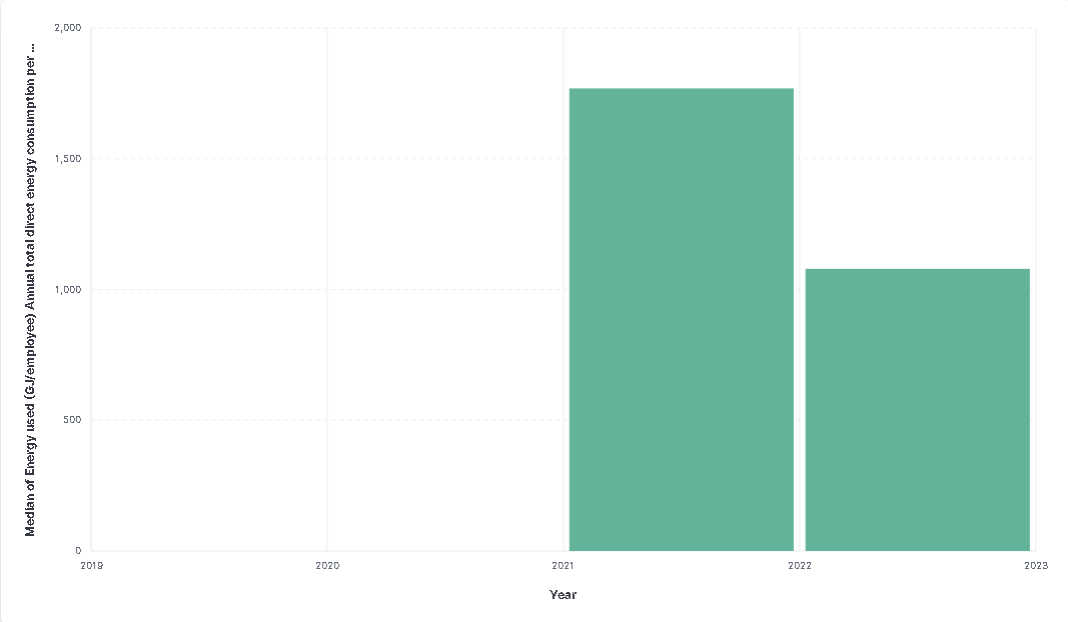 Median of Energy used (GJ/employee) Annual total direct energy consumption per ...
2,000
1,500
1,000
500
0
2019 2020 2021 2022 2023
Year